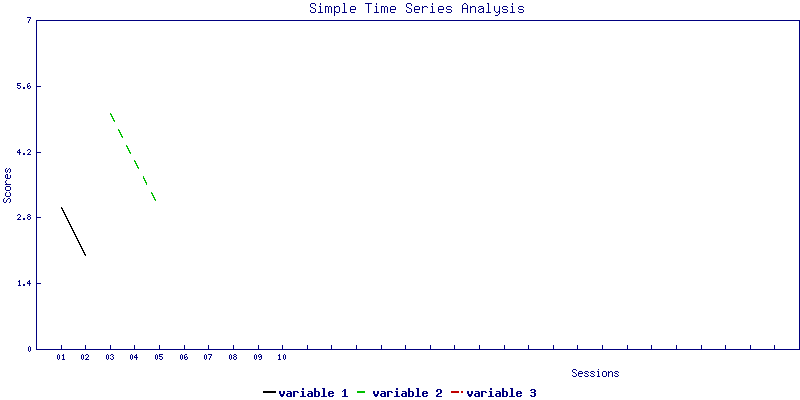 Simple Time Series Analysis
7
5.6
4.2
2.8
1.4
0
Scores
01 02 03 04 05 06 07 08 09 10
Sessions
variable 1 variable 2 variable 3